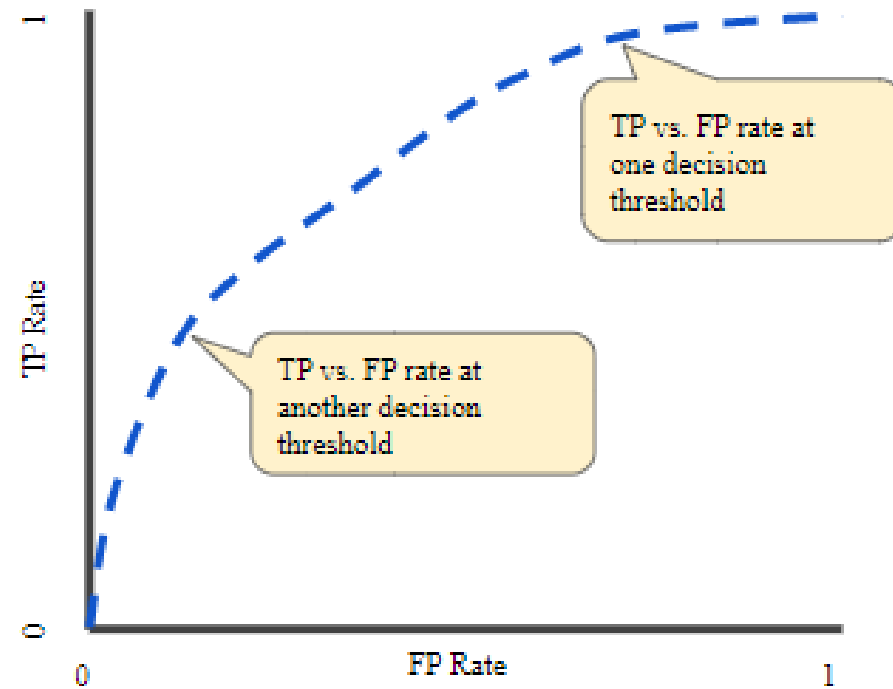 1
TP vs. FP rate at
one decision
threshold
TP Rate
TP vs. FP rate at
another decision
threshold
0
0
FP Rate
1